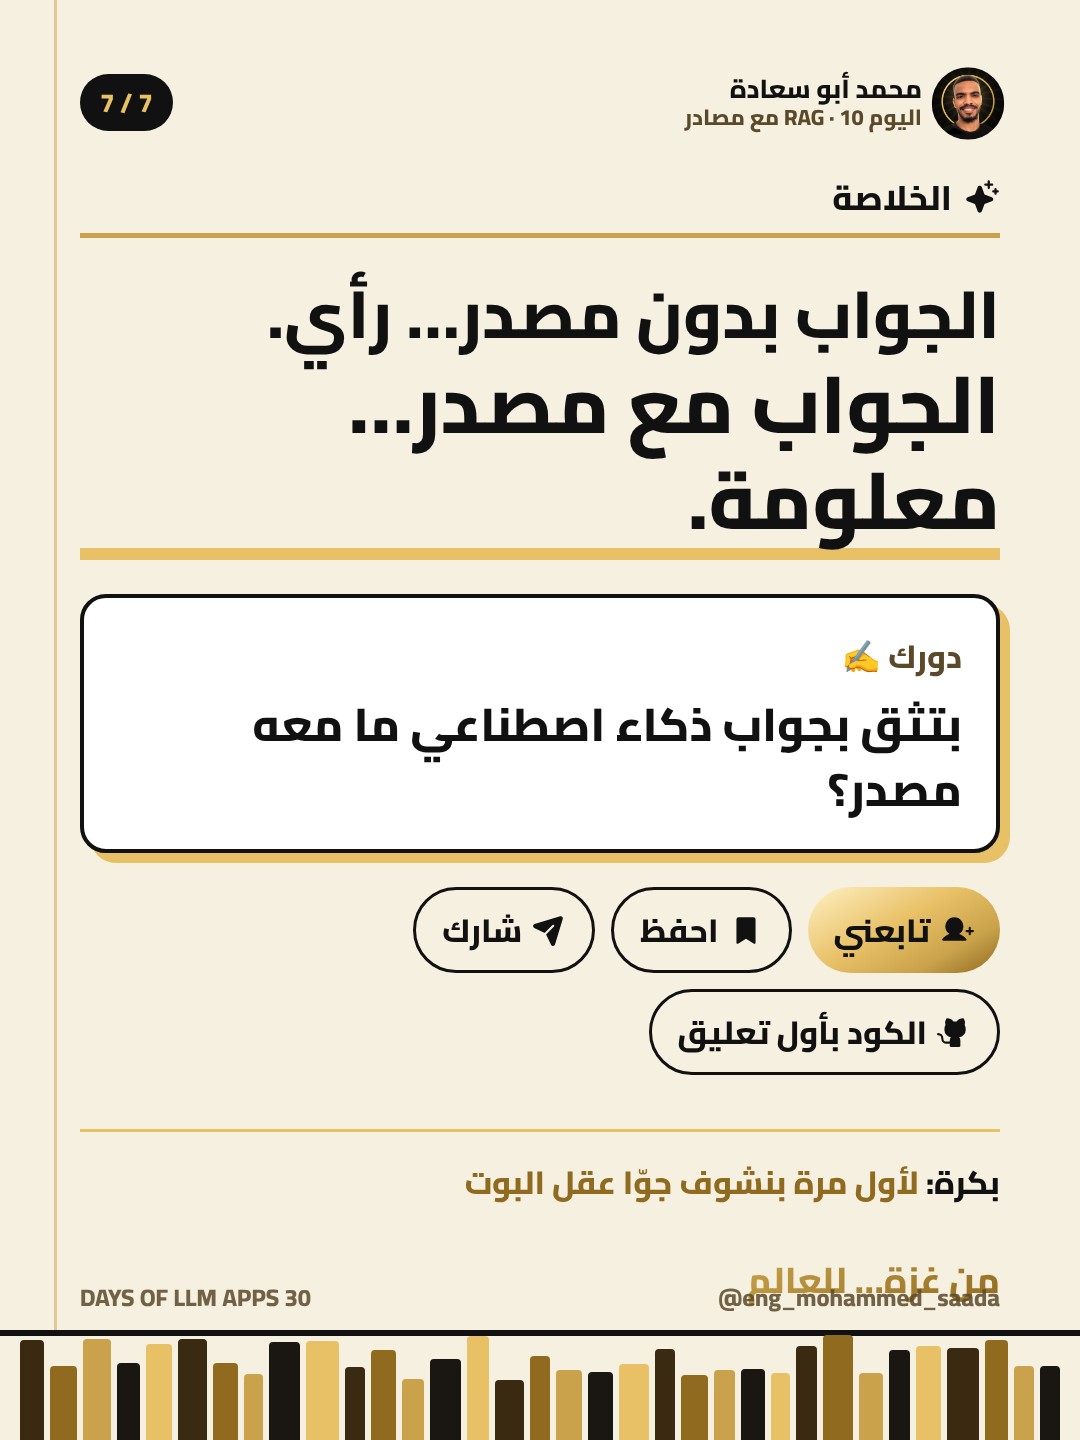 محمد أبو سعادة
اليوم 10 · RAG مع مصادر
7 / 7
الخلاصة
الجواب بدون مصدر... رأي.
الجواب مع مصدر...
معلومة.
دورك ✍️
بتثق بجواب ذكاء اصطناعي ما معه
مصدر؟
تابعني
احفظ
شارك
الكود بأول تعليق
بكرة: لأول مرة بنشوف جوّا عقل البوت
من غزة... للعالم
@eng_mohammed_saada
DAYS OF LLM APPS 30